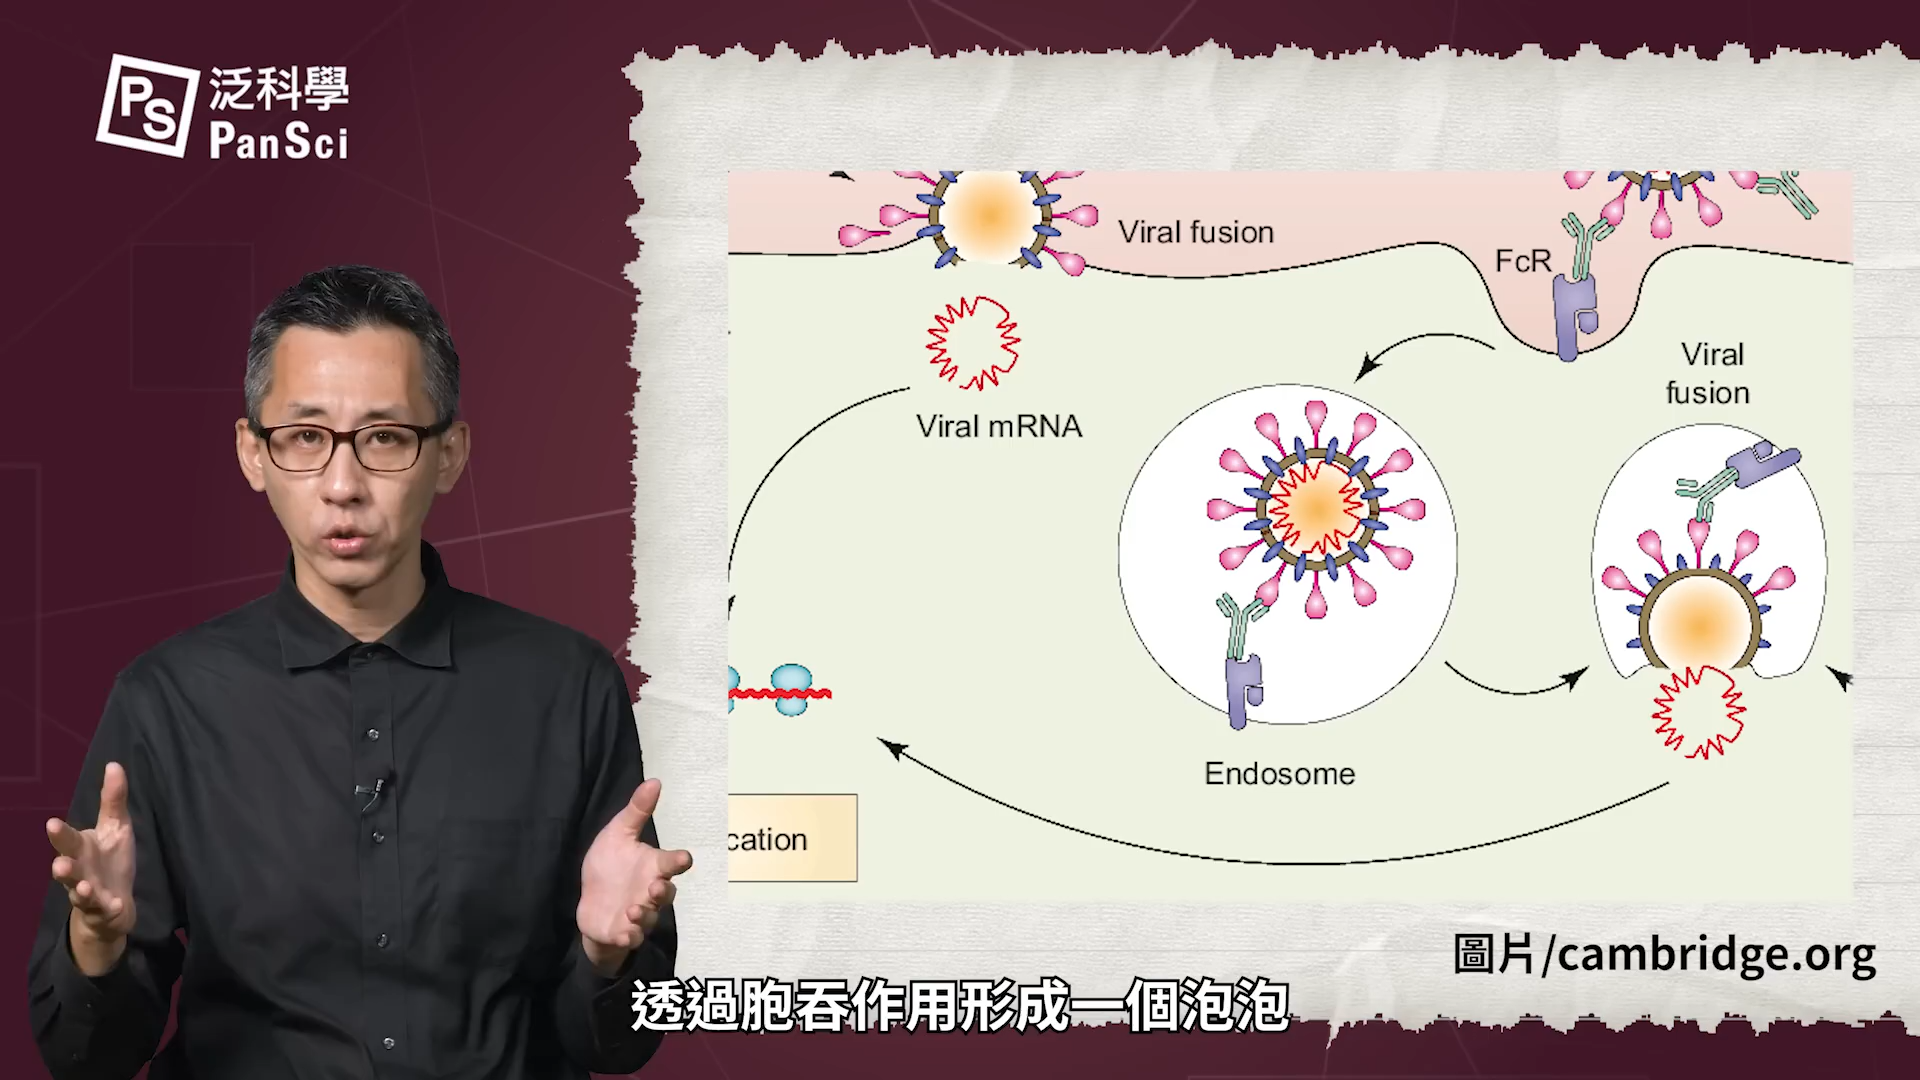 PS
泛科學
PanSci
Viral fusion
FcR
Viral
fusion
Viral mRNA
Endosome
cation
圖片/cambridge.org
透過胞吞作用形成一個泡泡